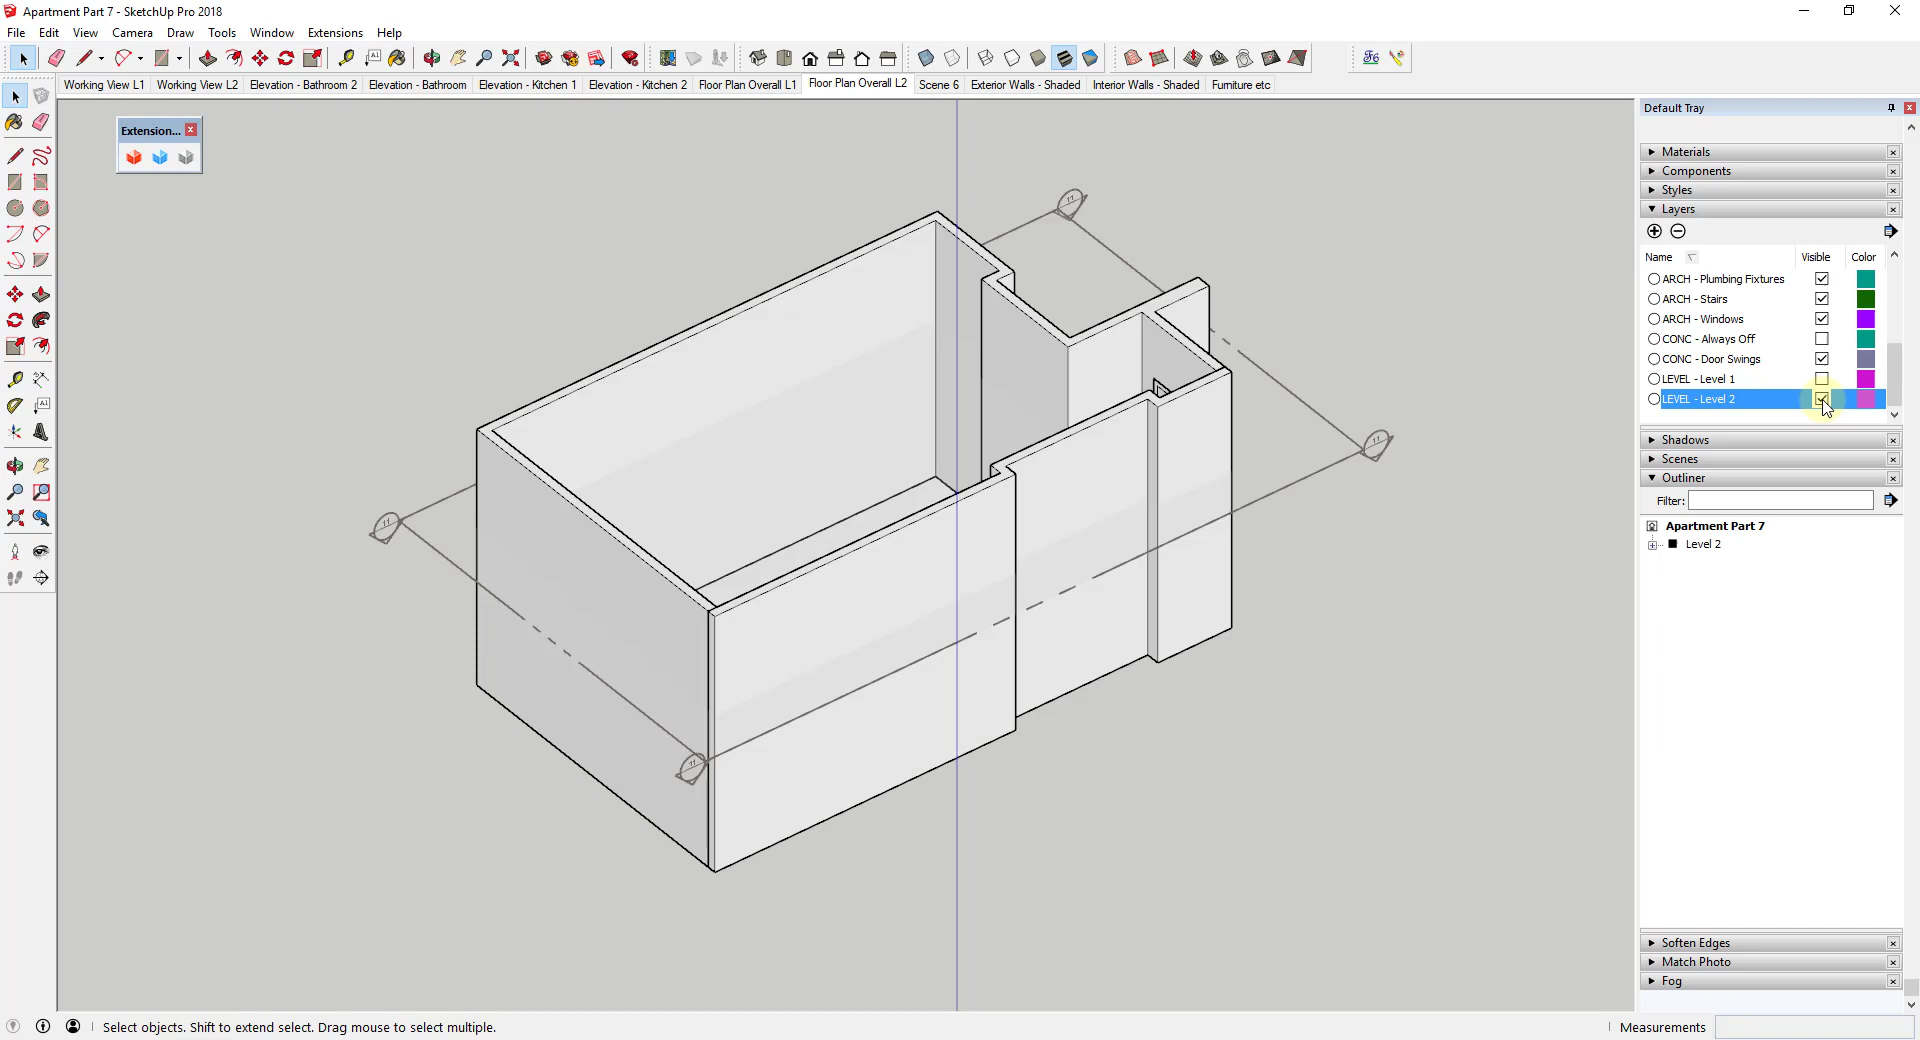 Apartment Part 7 - SketchUp Pro 2018
File Edit View Camera Draw Tools Window Extensions Help
Working View L1 Working View L2 Elevation - Bathroom 2 Elevation - Bathroom Elevation - Kitchen 1 Elevation - Kitchen 2 Floor Plan Overall L1 Floor Plan Overall L2 Scene 6 Exterior Walls - Shaded Interior Walls - Shaded Furniture etc
Extension...
11
11
11
11
Default Tray
Materials
Components
Styles
Layers
Name Visible Color
ARCH - Plumbing Fixtures
ARCH - Stairs
ARCH - Windows
CONC - Always Off
CONC - Door Swings
LEVEL - Level 1
LEVEL - Level 2
Shadows
Scenes
Outliner
Filter:
Apartment Part 7
Level 2
Soften Edges
Match Photo
Fog
Select objects. Shift to extend select. Drag mouse to select multiple.
Measurements